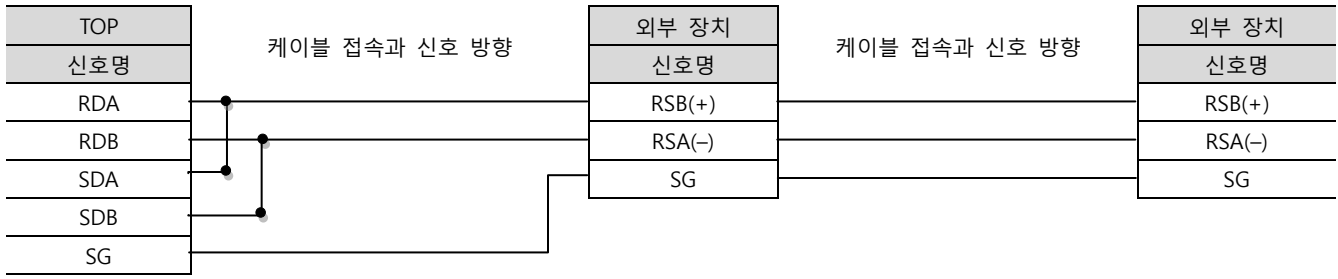 TOP
신호명
RDA
RDB
SDA
SDB
SG
케이블 접속과 신호 방향
외부 장치
신호명
RSB(+)
RSA(–)
SG
케이블 접속과 신호 방향
외부 장치
신호명
RSB(+)
RSA(–)
SG